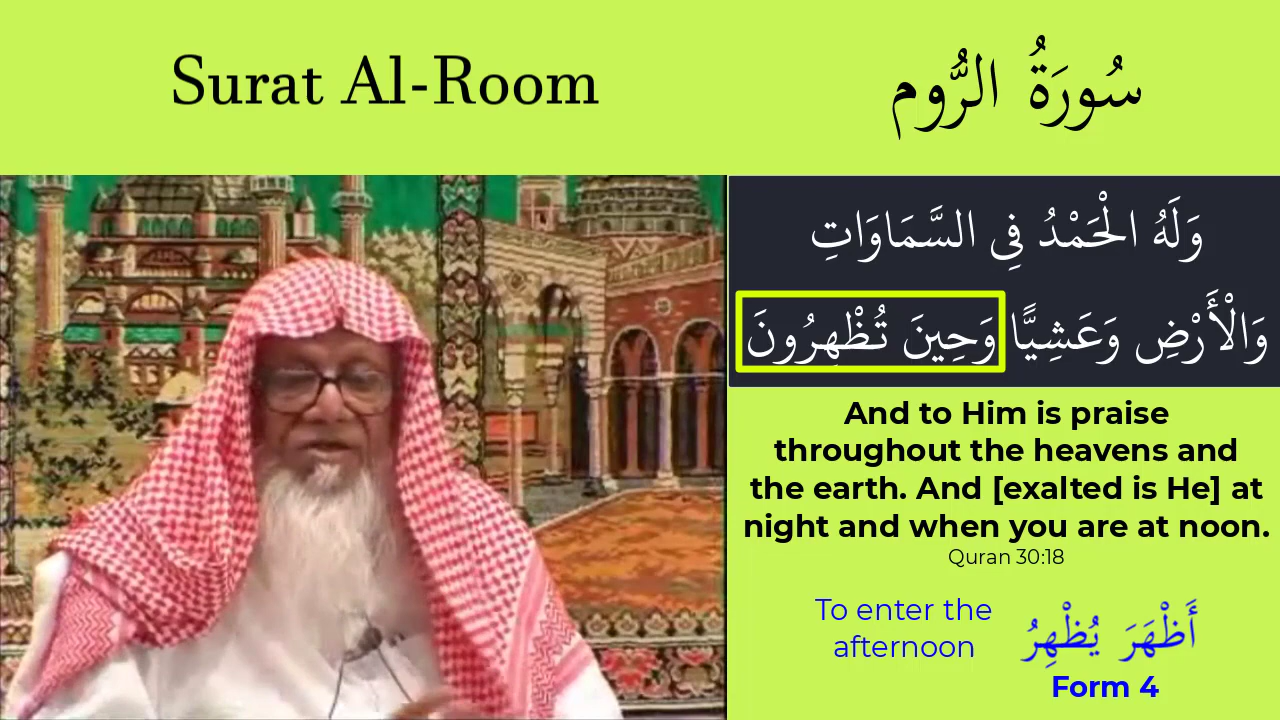 Surat Al-Room
سُورَةُ الرُّوم
وَلَهُ الْحَمْدُ فِي السَّمَاوَاتِ
وَالْأَرْضِ وَعَشِيًّا وَحِينَ تُظْهِرُونَ
And to Him is praise
throughout the heavens and
the earth. And [exalted is He] at
night and when you are at noon.
Quran 30:18
To enter the
afternoon
أَظْهَرَ يُظْهِرُ
Form 4